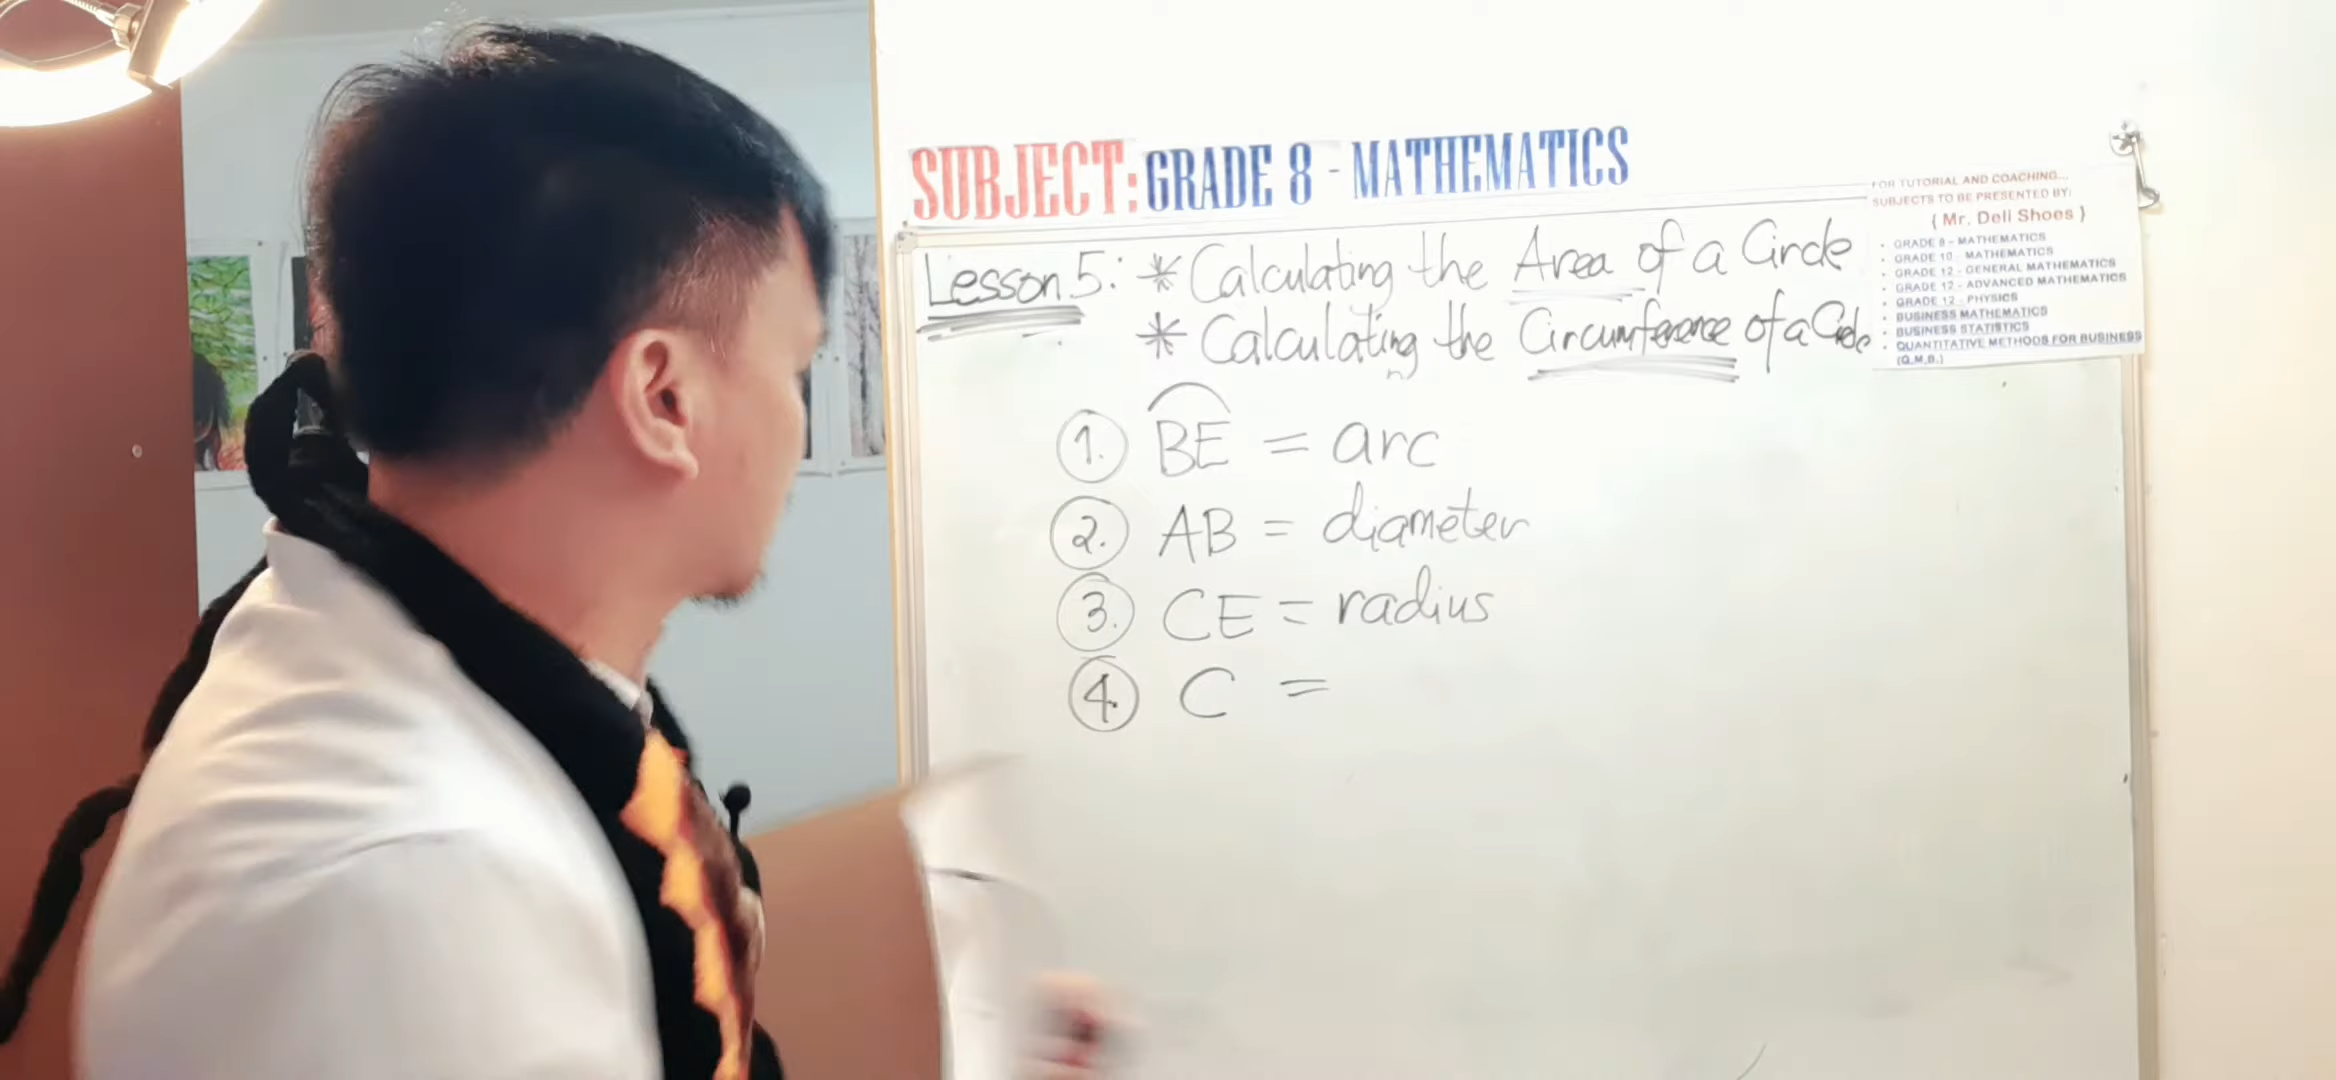 SUBJECT: GRADE 8 - MATHEMATICS
FOR TUTORIAL AND COACHING...
SUBJECTS TO BE PRESENTED BY:
{ Mr. Deli Shoes }
• GRADE 8 - MATHEMATICS
• GRADE 10 - MATHEMATICS
• GRADE 12 - GENERAL MATHEMATICS
• GRADE 12 - ADVANCED MATHEMATICS
• GRADE 12 - PHYSICS
• BUSINESS MATHEMATICS
• BUSINESS STATISTICS
• QUANTITATIVE METHODS FOR BUSINESS
(Q.M.B.)
Lesson 5: * Calculating the Area of a Circle
* Calculating the Circumference of a Circle
1. BE = arc
2. AB = diameter
3. CE = radius
4. C =